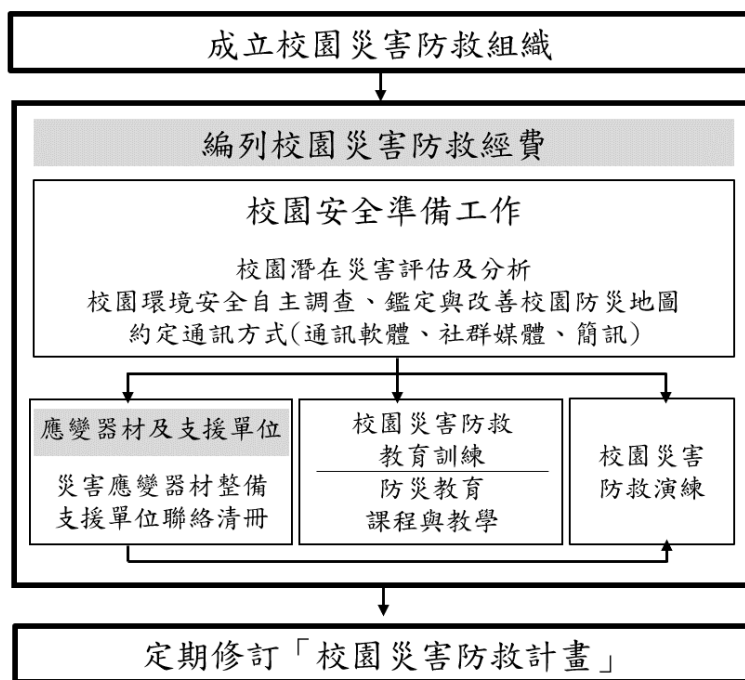 成立校園災害防救組織
編列校園災害防救經費
校園安全準備工作
校園潛在災害評估及分析
校園環境安全自主調查、鑑定與改善校園防災地圖
約定通訊方式(通訊軟體、社群媒體、簡訊)
應變器材及支援單位
災害應變器材整備
支援單位聯絡清冊
校園災害防救
教育訓練
防災教育
課程與教學
校園災害
防救演練
定期修訂「校園災害防救計畫」